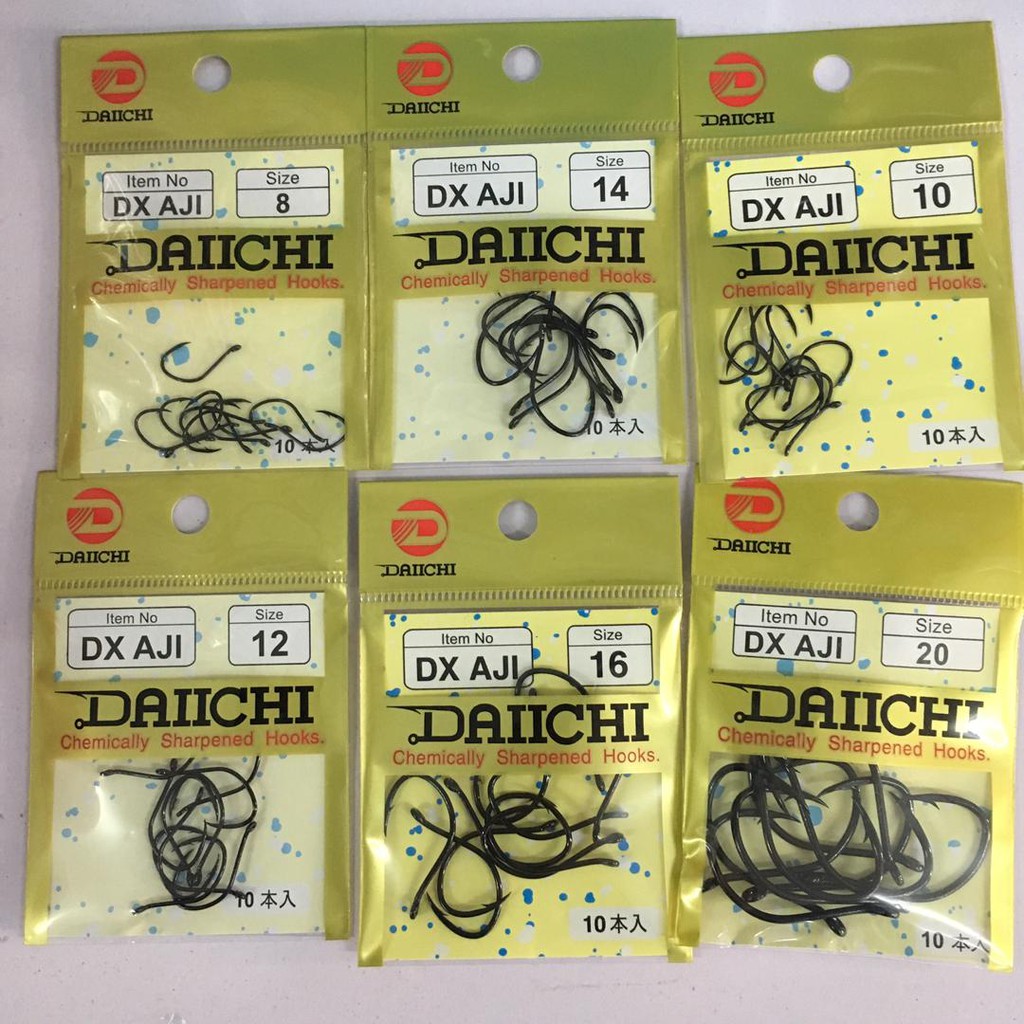 DAIICHI
Item No
DX AJI
Size
8
DAIICHI
Chemically Sharpened Hooks.
10本入
DAIICHI
Item No
DX AJI
Size
14
DAIICHI
Chemically Sharpened Hooks.
10本入
DAIICHI
Item No
DX AJI
Size
10
DAIICHI
Chemically Sharpened Hooks.
10本入
DAIICHI
Item No
DX AJI
Size
12
DAIICHI
Chemically Sharpened Hooks.
10本入
DAIICHI
Item No
DX AJI
Size
16
DAIICHI
Chemically Sharpened Hooks.
10本入
DAIICHI
Item No
DX AJI
Size
20
DAIICHI
Chemically Sharpened Hooks.
10本入